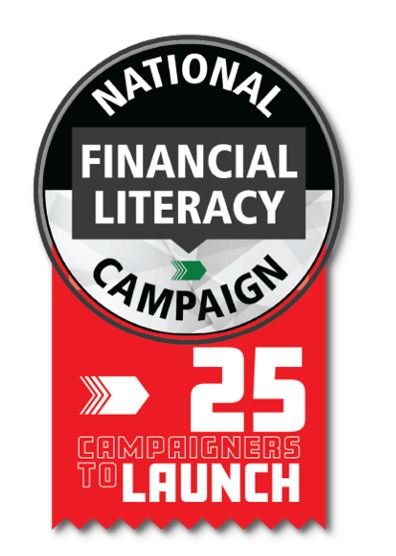 NATIONAL
FINANCIAL
LITERACY
CAMPAIGN
25
CAMPAIGNERS
TO LAUNCH